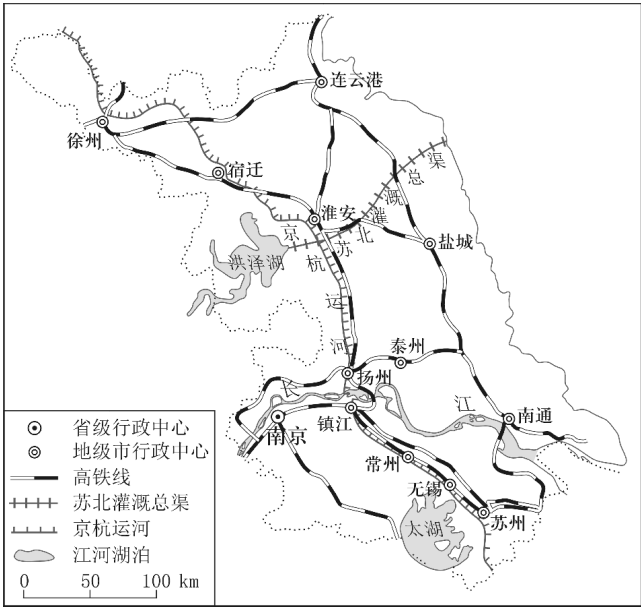 连云港
徐州
宿迁
淮安
苏北灌溉总渠
盐城
洪泽湖
京杭运河
泰州
扬州
长江
镇江
南京
南通
常州
无锡
苏州
太湖
省级行政中心
地级市行政中心
高铁线
苏北灌溉总渠
京杭运河
江河湖泊
0 50 100 km